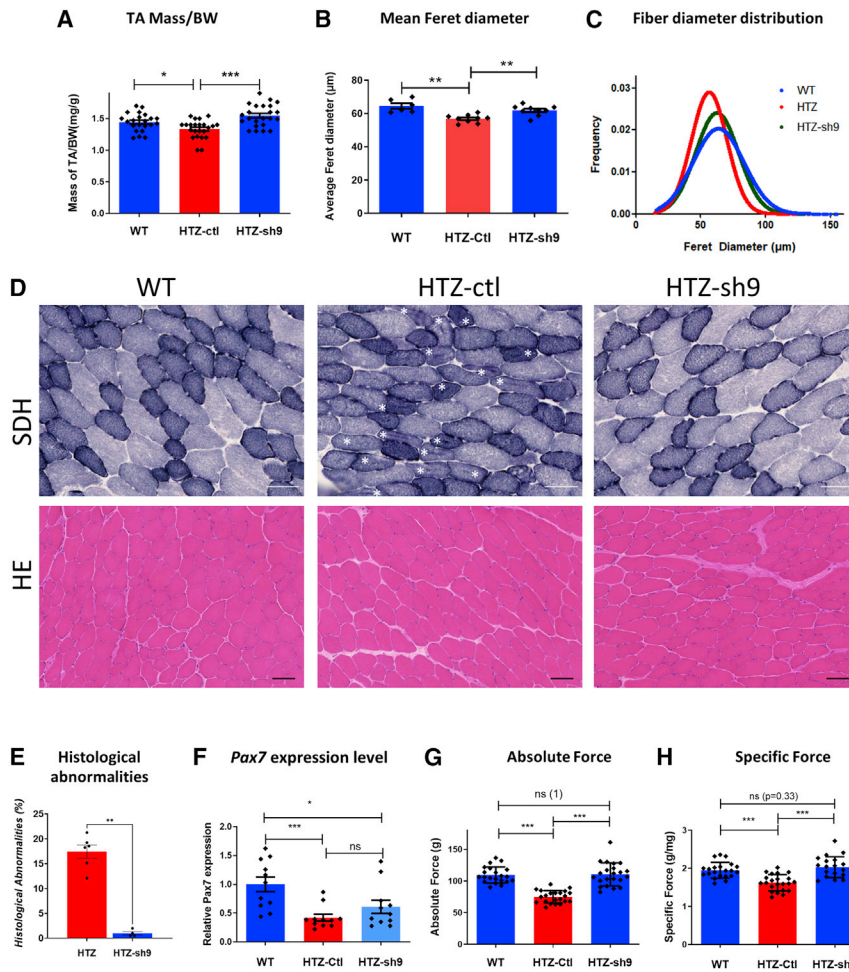 A TA Mass/BW
Mass of TA/BW(mg/g)
0.0
0.5
1.0
1.5
* ***
WT HTZ-ctl HTZ-sh9
B Mean Feret diameter
Average Feret diameter (µm)
0
20
40
60
80
** **
WT HTZ-Ctl HTZ-sh9
C Fiber diameter distribution
Frequency
0.00
0.01
0.02
0.03
0 50 100 150
Feret Diameter (µm)
WT
HTZ
HTZ-sh9
D WT HTZ-ctl HTZ-sh9
SDH
* * * * * * * * * * * * * *
HE
E Histological
abnormalities
Histological Abnormalities (%)
0
5
10
15
20
25
**
HTZ HTZ-sh9
F Pax7 expression level
Relative Pax7 expression
0.0
0.5
1.0
1.5
2.0
*
***
ns
WT HTZ-Ctl HTZ-sh9
G Absolute Force
Absolute Force (g)
0
50
100
150
200
ns (1)
*** ***
WT HTZ-Ctl HTZ-sh9
H Specific Force
Specific Force (g/mg)
0
1
2
3
ns (p=0.33)
*** ***
WT HTZ-Ctl HTZ-sh